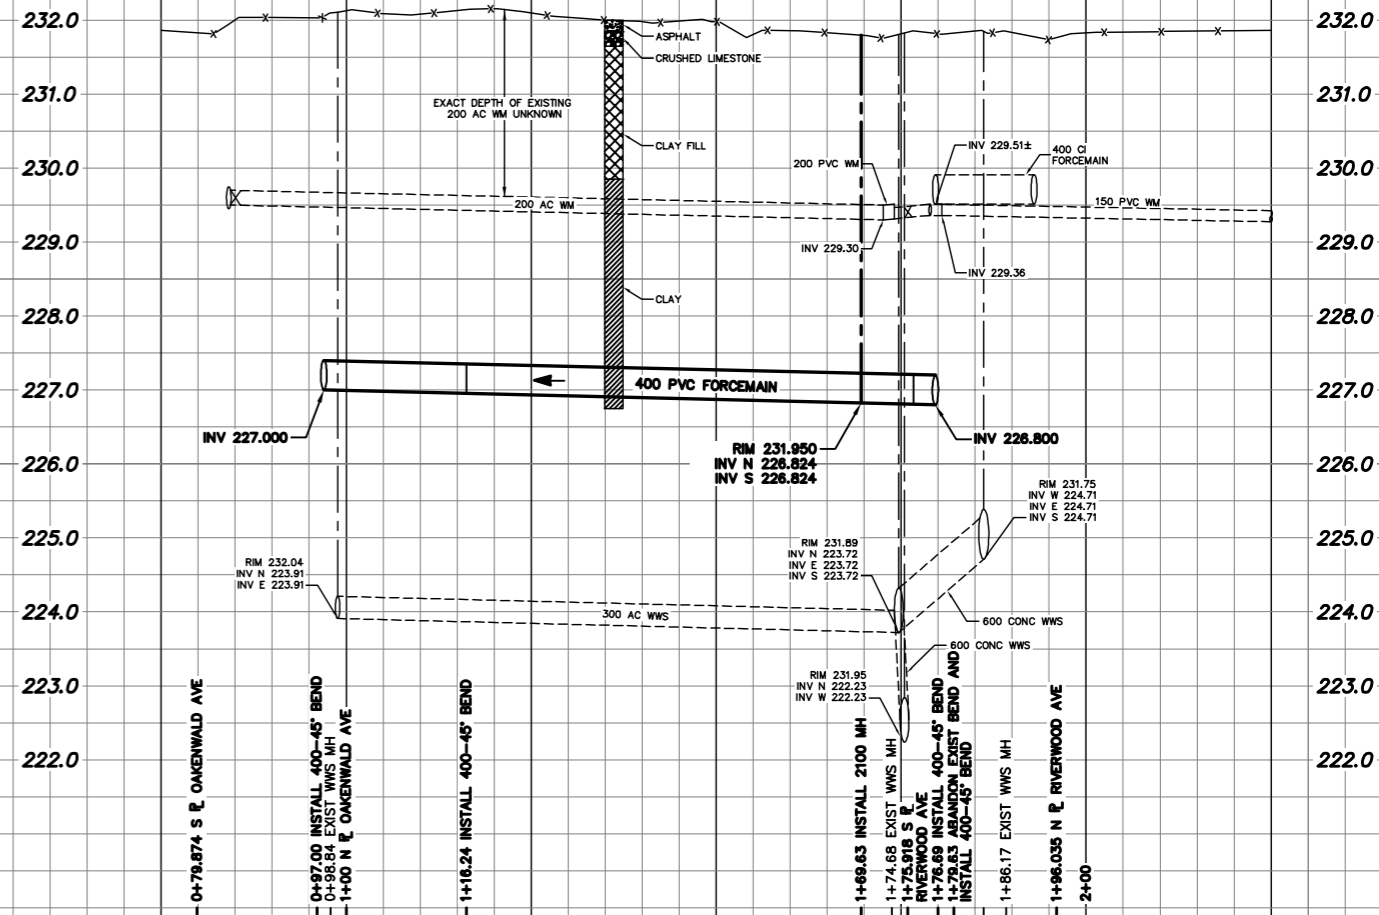 232.0
232.0
ASPHALT
CRUSHED LIMESTONE
231.0
231.0
EXACT DEPTH OF EXISTING
200 AC WM UNKNOWN
CLAY FILL
INV 229.51±
400 CI
FORCEMAIN
230.0
200 PVC WM
230.0
200 AC WM
150 PVC WM
229.0
INV 229.30
229.0
INV 229.36
CLAY
228.0
228.0
227.0
400 PVC FORCEMAIN
227.0
INV 227.000
INV 226.800
RIM 231.950
INV N 226.824
INV S 226.824
226.0
226.0
RIM 231.75
INV W 224.71
INV E 224.71
INV S 224.71
225.0
225.0
RIM 231.89
INV N 223.72
INV E 223.72
INV S 223.72
RIM 232.04
INV N 223.91
INV E 223.91
224.0
300 AC WWS
224.0
600 CONC WWS
600 CONC WWS
223.0
223.0
RIM 231.95
INV N 222.23
INV W 222.23
222.0
222.0
0+79.874 S PL OAKENWALD AVE
0+97.00 INSTALL 400-45° BEND
0+98.84 EXIST WWS MH
1+00 N PL OAKENWALD AVE
1+16.24 INSTALL 400-45° BEND
1+69.63 INSTALL 2100 MH
1+74.68 EXIST WWS MH
1+75.918 S PL
RIVERWOOD AVE
1+76.69 INSTALL 400-45° BEND
1+79.63 ABANDON EXIST BEND AND
INSTALL 400-45° BEND
1+86.17 EXIST WWS MH
1+96.035 N PL RIVERWOOD AVE
2+00